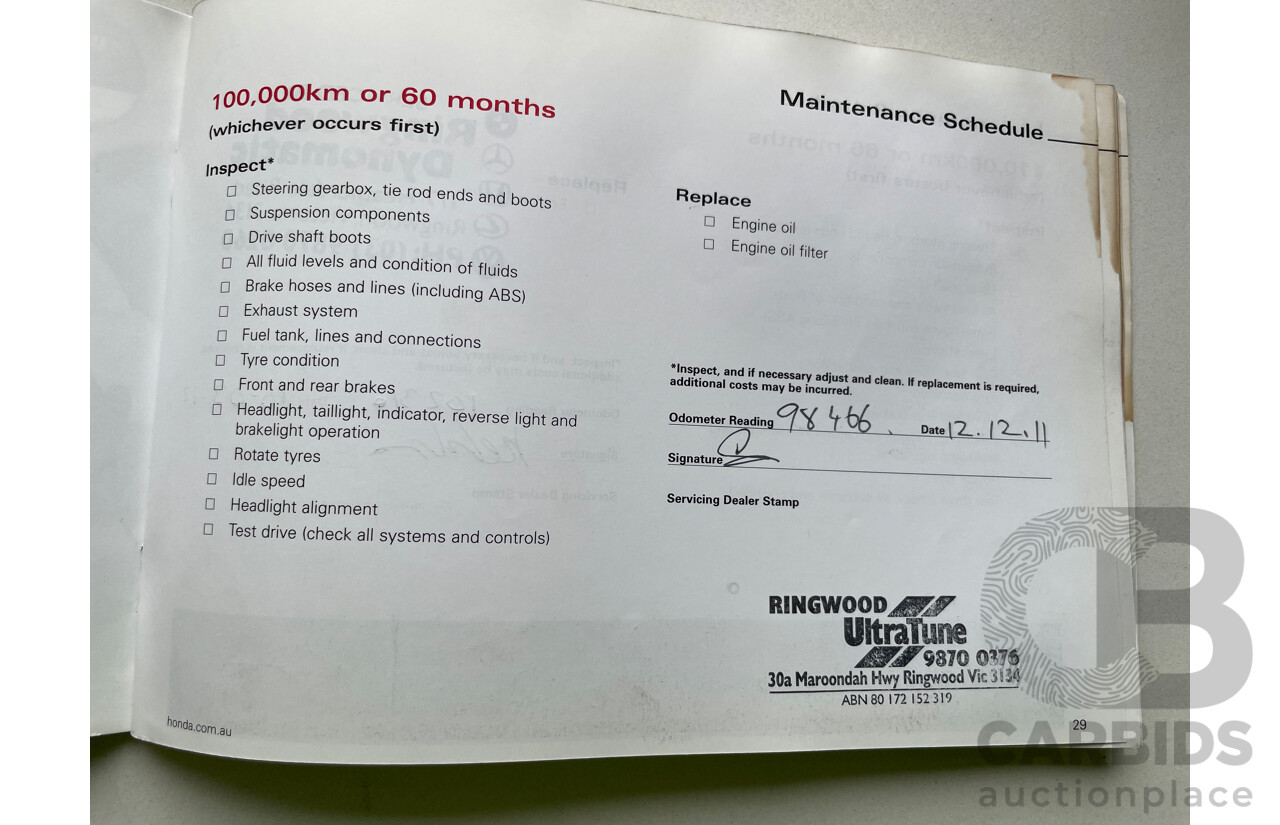 100,000km or 60 months
(whichever occurs first)
Inspect*
Steering gearbox, tie rod ends and boots
Suspension components
Drive shaft boots
All fluid levels and condition of fluids
Brake hoses and lines (including ABS)
Exhaust system
Fuel tank, lines and connections
Tyre condition
Front and rear brakes
Headlight, taillight, indicator, reverse light and
brakelight operation
Rotate tyres
Idle speed
Headlight alignment
Test drive (check all systems and controls)
honda.com.au
Maintenance Schedule
Replace
Engine oil
Engine oil filter
*Inspect, and if necessary adjust and clean. If replacement is required,
additional costs may be incurred.
Odometer Reading 98466. Date 12.12.11
Signature
Servicing Dealer Stamp
RINGWOOD
UltraTune
9870 0376
30a Maroondah Hwy Ringwood Vic 3134
ABN 80 172 152 319
29
CARBIDS
auctionplace